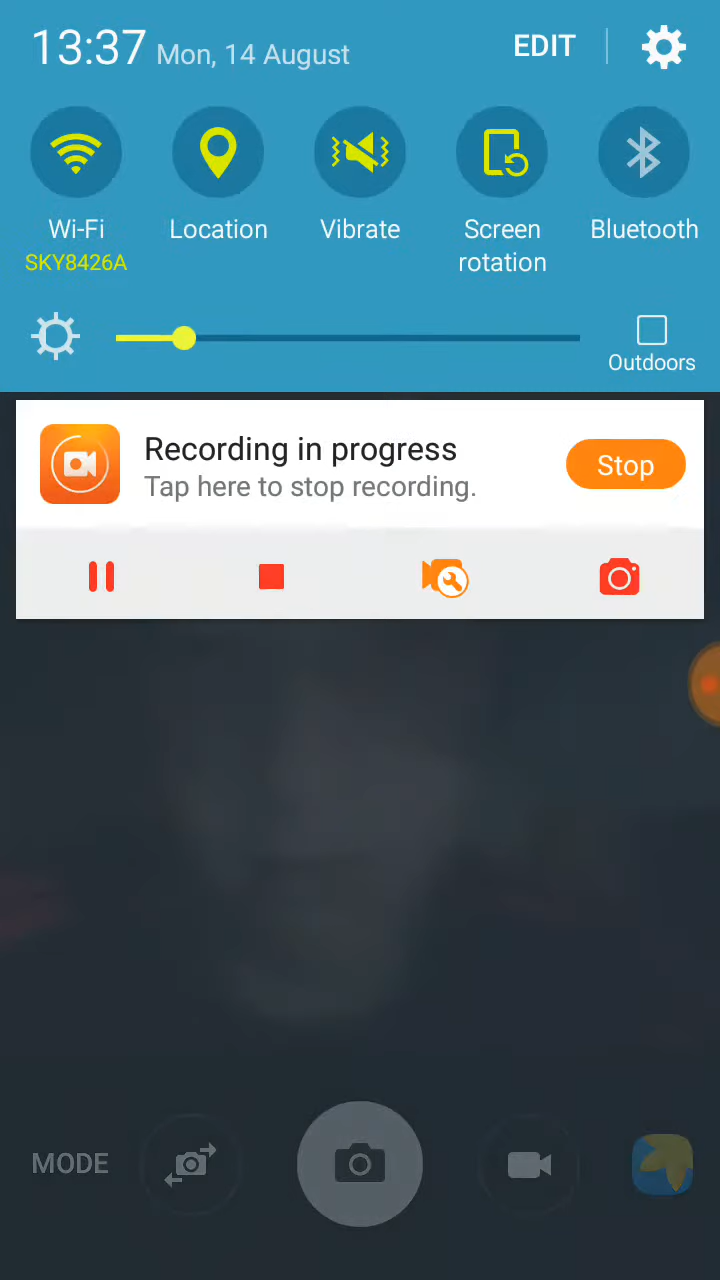 13:37 Mon, 14 August EDIT
Wi-Fi Location Vibrate Screen rotation Bluetooth
SKY8426A
Outdoors
Recording in progress
Tap here to stop recording.
Stop
MODE